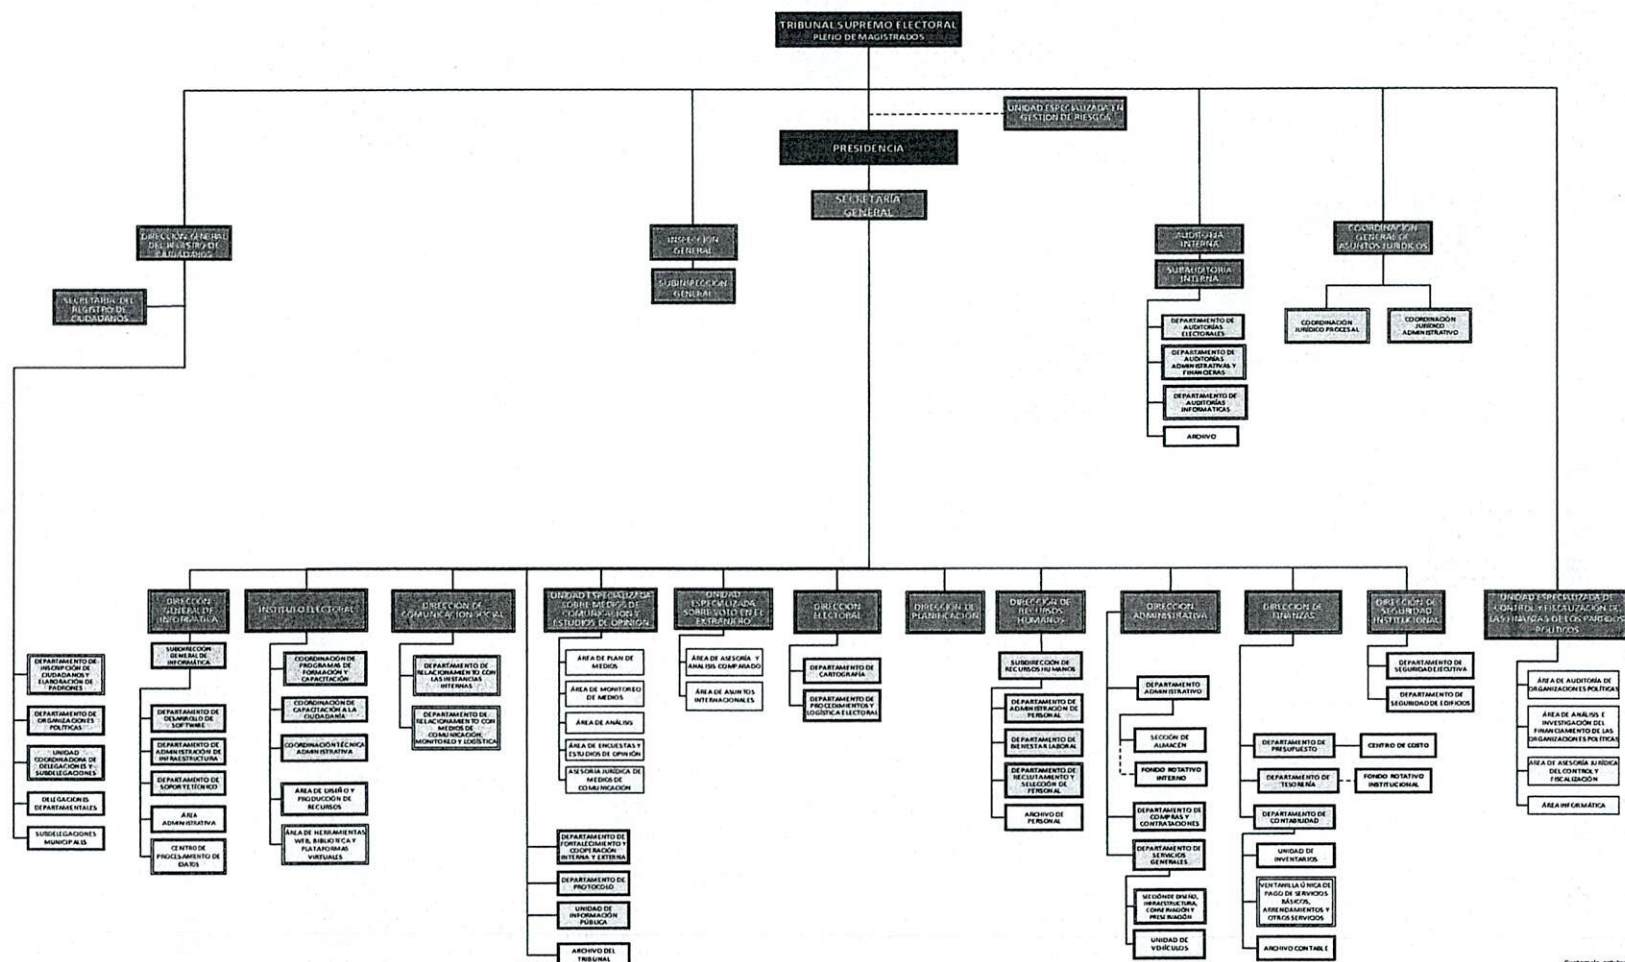 TRIBUNAL SUPREMO ELECTORAL
PLENO DE MAGISTRADOS
UNIDAD ESPECIALIZADA EN
GESTIÓN DE RIESGOS
PRESIDENCIA
SECRETARÍA
GENERAL
DIRECCIÓN GENERAL
DEL REGISTRO DE
CIUDADANOS
SECRETARÍA DEL
REGISTRO DE
CIUDADANOS
INSPECCIÓN
GENERAL
SUBINSPECCIÓN
GENERAL
AUDITORÍA
INTERNA
SUBAUDITORÍA
INTERNA
DEPARTAMENTO DE
AUDITORÍAS
ELECTORALES
DEPARTAMENTO DE
AUDITORÍAS
ADMINISTRATIVAS Y
FINANCIERAS
DEPARTAMENTO DE
AUDITORÍAS
INFORMÁTICAS
ARCHIVO
COORDINACIÓN
GENERAL DE
ASUNTOS JURÍDICOS
COORDINACIÓN
JURÍDICO PROCESAL
COORDINACIÓN
JURÍDICO
ADMINISTRATIVO
DEPARTAMENTO DE
INSCRIPCIÓN DE
CIUDADANOS Y
ELABORACIÓN DE
PADRONES
DEPARTAMENTO DE
ORGANIZACIONES
POLÍTICAS
UNIDAD
COORDINADORA DE
DELEGACIONES Y
SUBDELEGACIONES
DELEGACIONES
DEPARTAMENTALES
SUBDELEGACIONES
MUNICIPALES
DIRECCIÓN
GENERAL DE
INFORMÁTICA
SUBDIRECCIÓN
GENERAL DE
INFORMÁTICA
DEPARTAMENTO DE
DESARROLLO DE
SOFTWARE
DEPARTAMENTO DE
ADMINISTRACIÓN DE
INFRAESTRUCTURA
DEPARTAMENTO DE
SOPORTE TÉCNICO
ÁREA
ADMINISTRATIVA
CENTRO DE
PROCESAMIENTO DE
DATOS
INSTITUTO ELECTORAL
COORDINACIÓN DE
PROGRAMAS DE
FORMACIÓN Y
CAPACITACIÓN
COORDINACIÓN DE
CAPACITACIÓN A LA
CIUDADANÍA
COORDINACIÓN TÉCNICA
ADMINISTRATIVA
ÁREA DE DISEÑO Y
PRODUCCIÓN DE
RECURSOS
ÁREA DE HERRAMIENTAS
WEB, BIBLIOTECA Y
PLATAFORMAS
VIRTUALES
DIRECCIÓN DE
COMUNICACIÓN SOCIAL
DEPARTAMENTO DE
RELACIONAMIENTO CON
LAS INSTANCIAS
INTERNAS
DEPARTAMENTO DE
RELACIONAMIENTO CON
MEDIOS DE
COMUNICACIÓN,
MONITOREO Y LOGÍSTICA
DEPARTAMENTO DE
FORTALECIMIENTO Y
COOPERACIÓN
INTERNA Y EXTERNA
DEPARTAMENTO DE
PROTOCOLO
UNIDAD DE
INFORMACIÓN
PÚBLICA
ARCHIVO DEL
TRIBUNAL
UNIDAD ESPECIALIZADA
SOBRE MEDIOS DE
COMUNICACIÓN Y
ESTUDIOS DE OPINIÓN
ÁREA DE PLAN DE
MEDIOS
ÁREA DE MONITOREO
DE MEDIOS
ÁREA DE ANÁLISIS
ÁREA DE ENCUESTAS Y
ESTUDIOS DE OPINIÓN
ASESORÍA JURÍDICA DE
MEDIOS DE
COMUNICACIÓN
UNIDAD
ESPECIALIZADA
SOBRE VOTO EN EL
EXTRANJERO
ÁREA DE ASESORÍA Y
ANÁLISIS COMPARADO
ÁREA DE ASUNTOS
INTERNACIONALES
DIRECCIÓN
ELECTORAL
DEPARTAMENTO DE
CARTOGRAFÍA
DEPARTAMENTO DE
PROCEDIMIENTOS Y
LOGÍSTICA ELECTORAL
DIRECCIÓN DE
PLANIFICACIÓN
DIRECCIÓN DE
RECURSOS
HUMANOS
SUBDIRECCIÓN DE
RECURSOS HUMANOS
DEPARTAMENTO DE
ADMINISTRACIÓN DE
PERSONAL
DEPARTAMENTO DE
BIENESTAR LABORAL
DEPARTAMENTO DE
RECLUTAMIENTO Y
SELECCIÓN DE
PERSONAL
ARCHIVO DE
PERSONAL
DIRECCIÓN
ADMINISTRATIVA
DEPARTAMENTO
ADMINISTRATIVO
SECCIÓN DE
ALMACÉN
FONDO ROTATIVO
INTERNO
DEPARTAMENTO DE
COMPRAS Y
CONTRATACIONES
DEPARTAMENTO DE
SERVICIOS
GENERALES
SECCIÓN DE DISEÑO,
INFRAESTRUCTURA,
CONSERVACIÓN Y
PRESERVACIÓN
UNIDAD DE
VEHÍCULOS
DIRECCIÓN DE
FINANZAS
DEPARTAMENTO DE
PRESUPUESTO
CENTRO DE COSTO
DEPARTAMENTO DE
TESORERÍA
FONDO ROTATIVO
INSTITUCIONAL
DEPARTAMENTO DE
CONTABILIDAD
UNIDAD DE
INVENTARIOS
VENTANILLA ÚNICA DE
PAGO DE SERVICIOS
BÁSICOS,
ARRENDAMIENTOS Y
OTROS SERVICIOS
ARCHIVO CONTABLE
DIRECCIÓN DE
SEGURIDAD
INSTITUCIONAL
DEPARTAMENTO DE
SEGURIDAD EJECUTIVA
DEPARTAMENTO DE
SEGURIDAD DE EDIFICIOS
UNIDAD ESPECIALIZADA DE
CONTROL Y FISCALIZACIÓN DE
LAS FINANZAS DE LOS PARTIDOS
POLÍTICOS
ÁREA DE AUDITORÍA DE
ORGANIZACIONES POLÍTICAS
ÁREA DE ANÁLISIS E
INVESTIGACIÓN DEL
FINANCIAMIENTO DE LAS
ORGANIZACIONES POLÍTICAS
ÁREA DE ASESORÍA JURÍDICA
DEL CONTROL Y
FISCALIZACIÓN
ÁREA INFORMÁTICA